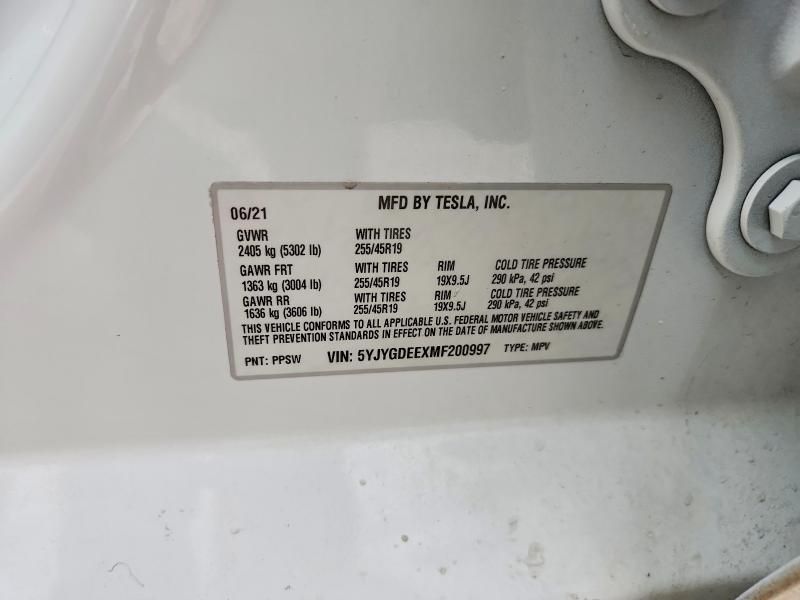 MFD BY TESLA, INC.
06/21
GVWR WITH TIRES
2405 kg (5302 lb) 255/45R19
GAWR FRT WITH TIRES RIM COLD TIRE PRESSURE
1363 kg (3004 lb) 255/45R19 19X9.5J 290 kPa, 42 psi
GAWR RR WITH TIRES RIM COLD TIRE PRESSURE
1636 kg (3606 lb) 255/45R19 19X9.5J 290 kPa, 42 psi
THIS VEHICLE CONFORMS TO ALL APPLICABLE U.S. FEDERAL MOTOR VEHICLE SAFETY AND
THEFT PREVENTION STANDARDS IN EFFECT ON THE DATE OF MANUFACTURE SHOWN ABOVE.
PNT: PPSW VIN: 5YJYGDEEXMF200997 TYPE: MPV